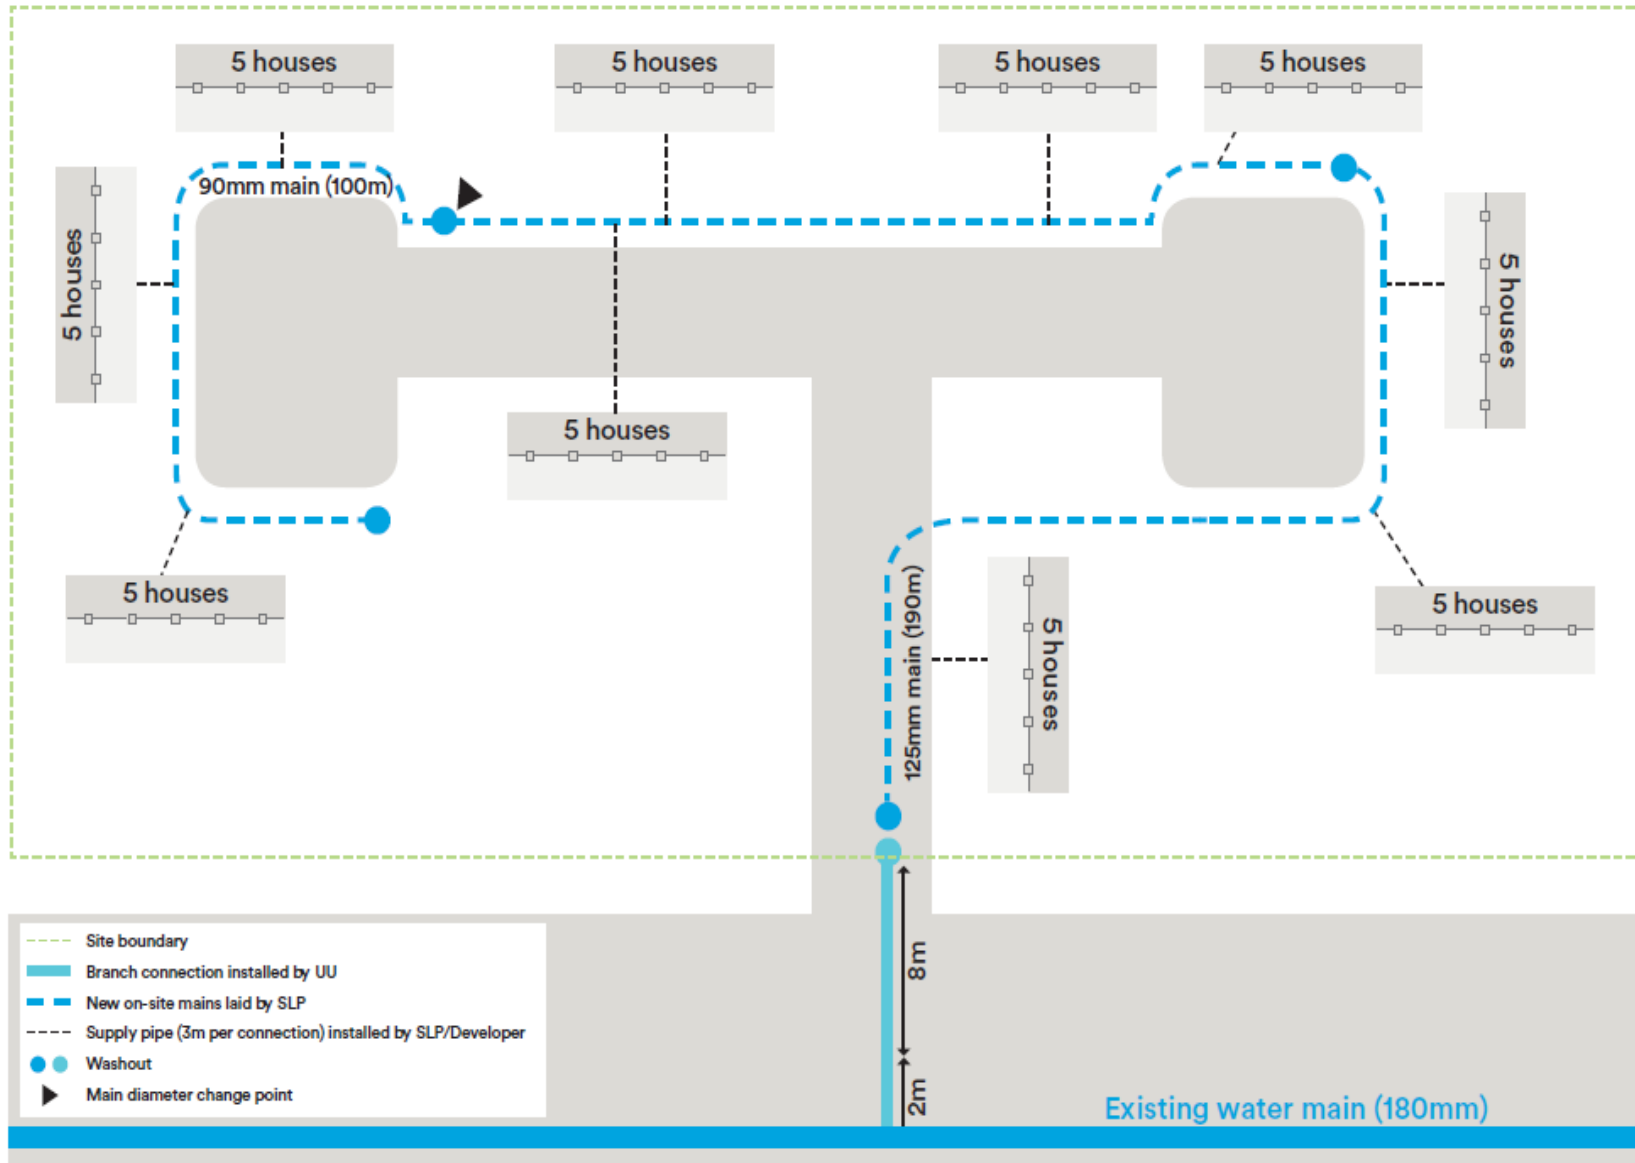 5 houses
5 houses
5 houses
5 houses
90mm main (100m)
5 houses
5 houses
5 houses
5 houses
5 houses
125mm main (190m)
5 houses
8m
2m
Site boundary
Branch connection installed by UU
New on-site mains laid by SLP
Supply pipe (3m per connection) installed by SLP/Developer
Washout
Main diameter change point
Existing water main (180mm)